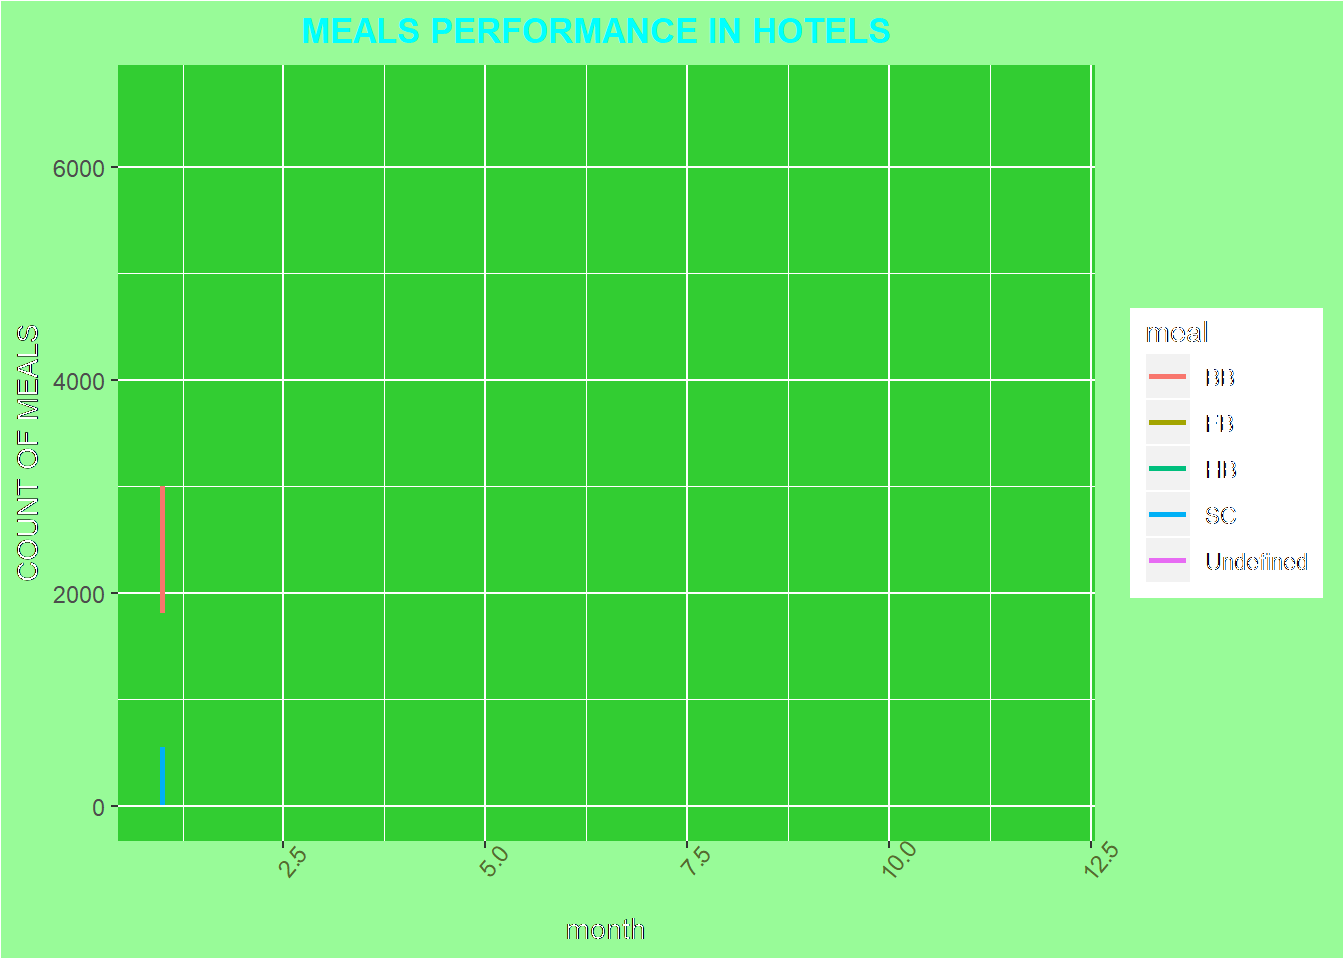 MEALS PERFORMANCE IN HOTELS
6000
4000
2000
0
COUNT OF MEALS
2.5
5.0
7.5
10.0
12.5
month
meal
BB
FB
HB
SC
Undefined